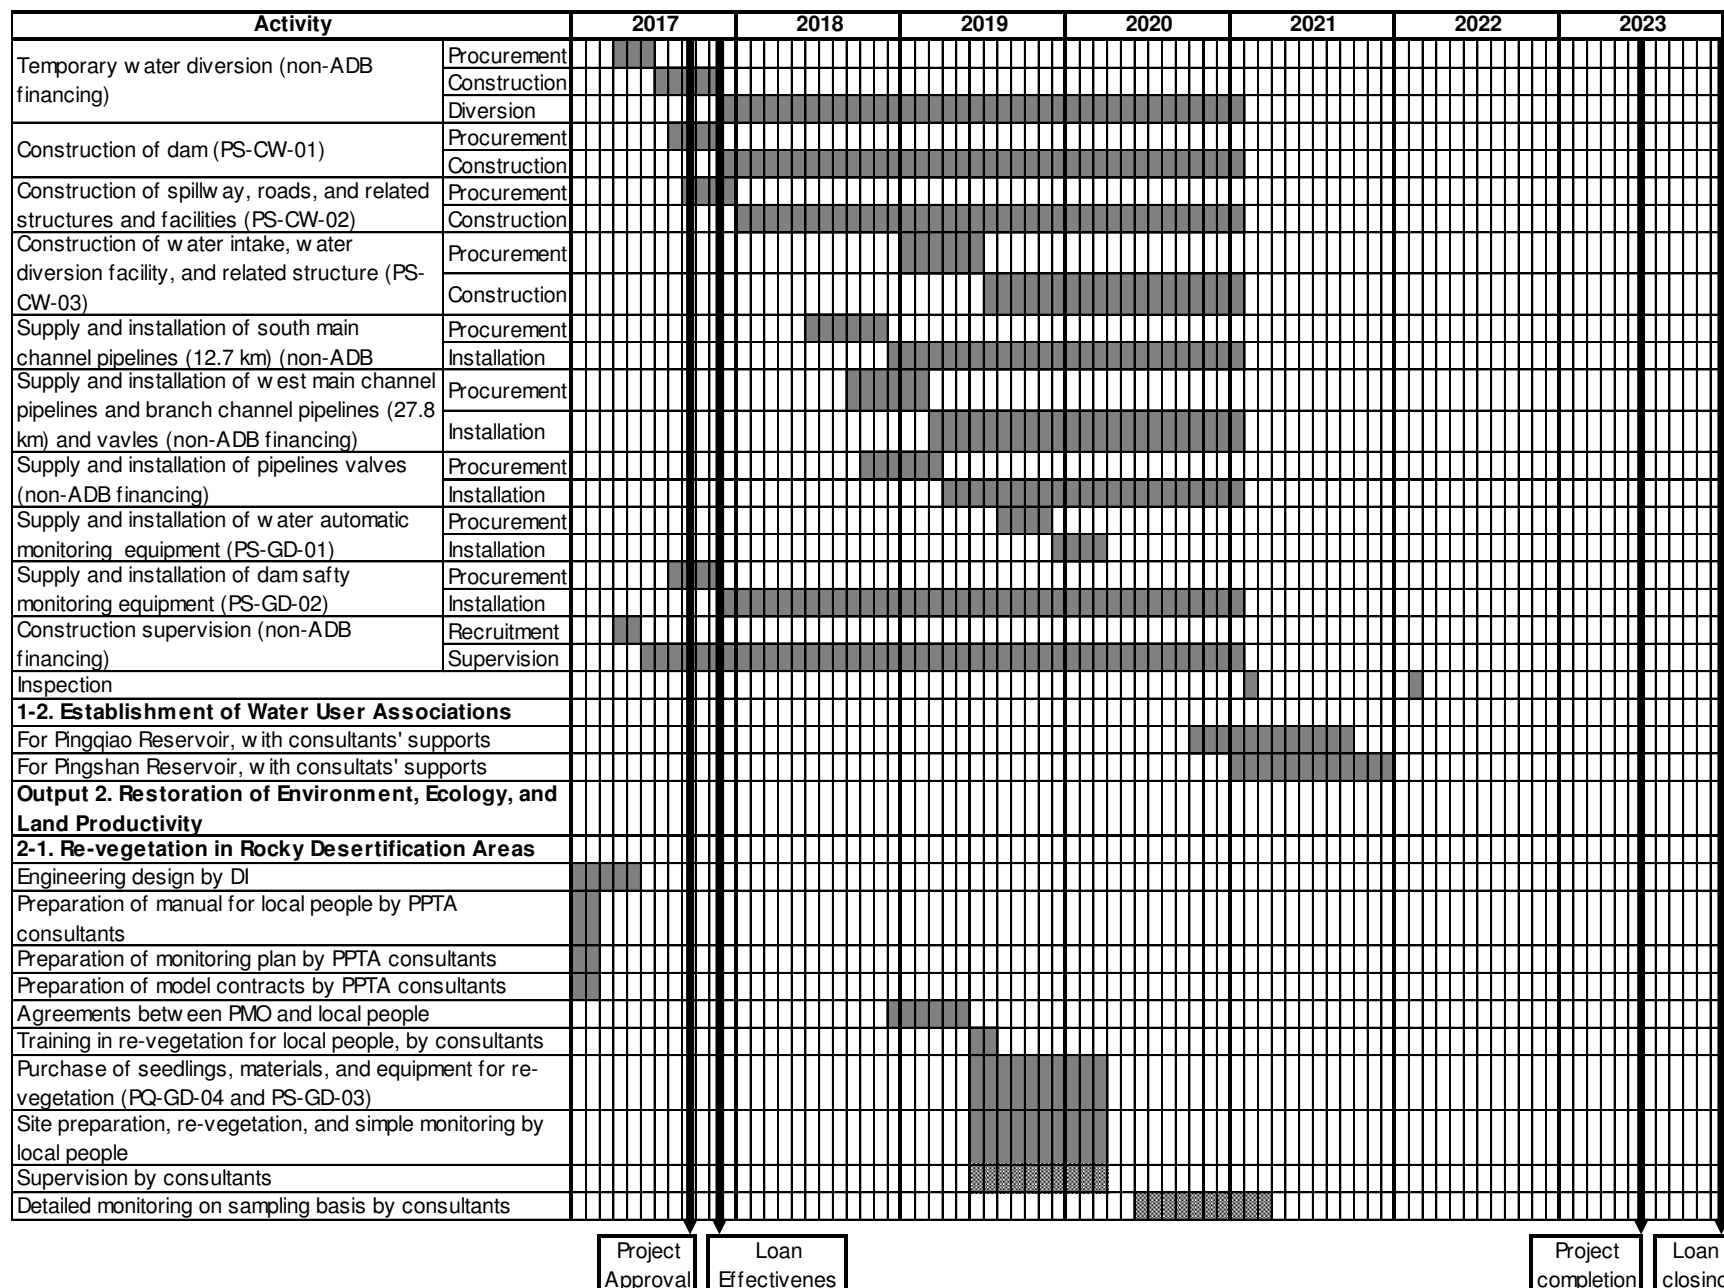 Activity 2017 2018 2019 2020 2021 2022 2023
Temporary water diversion (non-ADB
financing)
Procurement
Construction
Diversion
Construction of dam (PS-CW-01)
Procurement
Construction
Construction of spillway, roads, and related
structures and facilities (PS-CW-02)
Procurement
Construction
Construction of water intake, water
diversion facility, and related structure (PS-
CW-03)
Procurement
Construction
Supply and installation of south main
channel pipelines (12.7 km) (non-ADB
Procurement
Installation
Supply and installation of west main channel
pipelines and branch channel pipelines (27.8
km) and vavles (non-ADB financing)
Procurement
Installation
Supply and installation of pipelines valves
(non-ADB financing)
Procurement
Installation
Supply and installation of water automatic
monitoring equipment (PS-GD-01)
Procurement
Installation
Supply and installation of dam safty
monitoring equipment (PS-GD-02)
Procurement
Installation
Construction supervision (non-ADB
financing)
Recruitment
Supervision
Inspection
1-2. Establishment of Water User Associations
For Pingqiao Reservoir, with consultants' supports
For Pingshan Reservoir, with consultats' supports
Output 2. Restoration of Environment, Ecology, and
Land Productivity
2-1. Re-vegetation in Rocky Desertification Areas
Engineering design by DI
Preparation of manual for local people by PPTA
consultants
Preparation of monitoring plan by PPTA consultants
Preparation of model contracts by PPTA consultants
Agreements between PMO and local people
Training in re-vegetation for local people, by consultants
Purchase of seedlings, materials, and equipment for re-
vegetation (PQ-GD-04 and PS-GD-03)
Site preparation, re-vegetation, and simple monitoring by
local people
Supervision by consultants
Detailed monitoring on sampling basis by consultants
Project
Approval
Loan
Effectivenes
Project
completion
Loan
closing